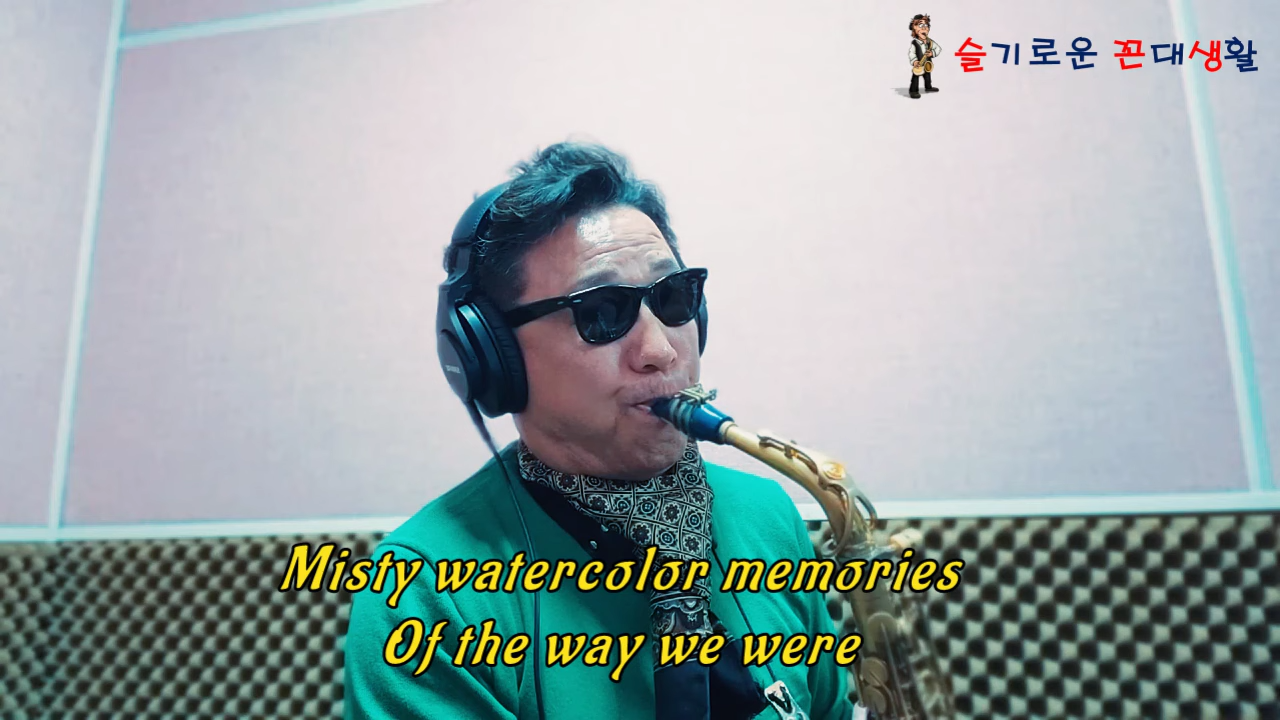 슬기로운 꼰대생활
Misty watercolor memories
Of the way we were